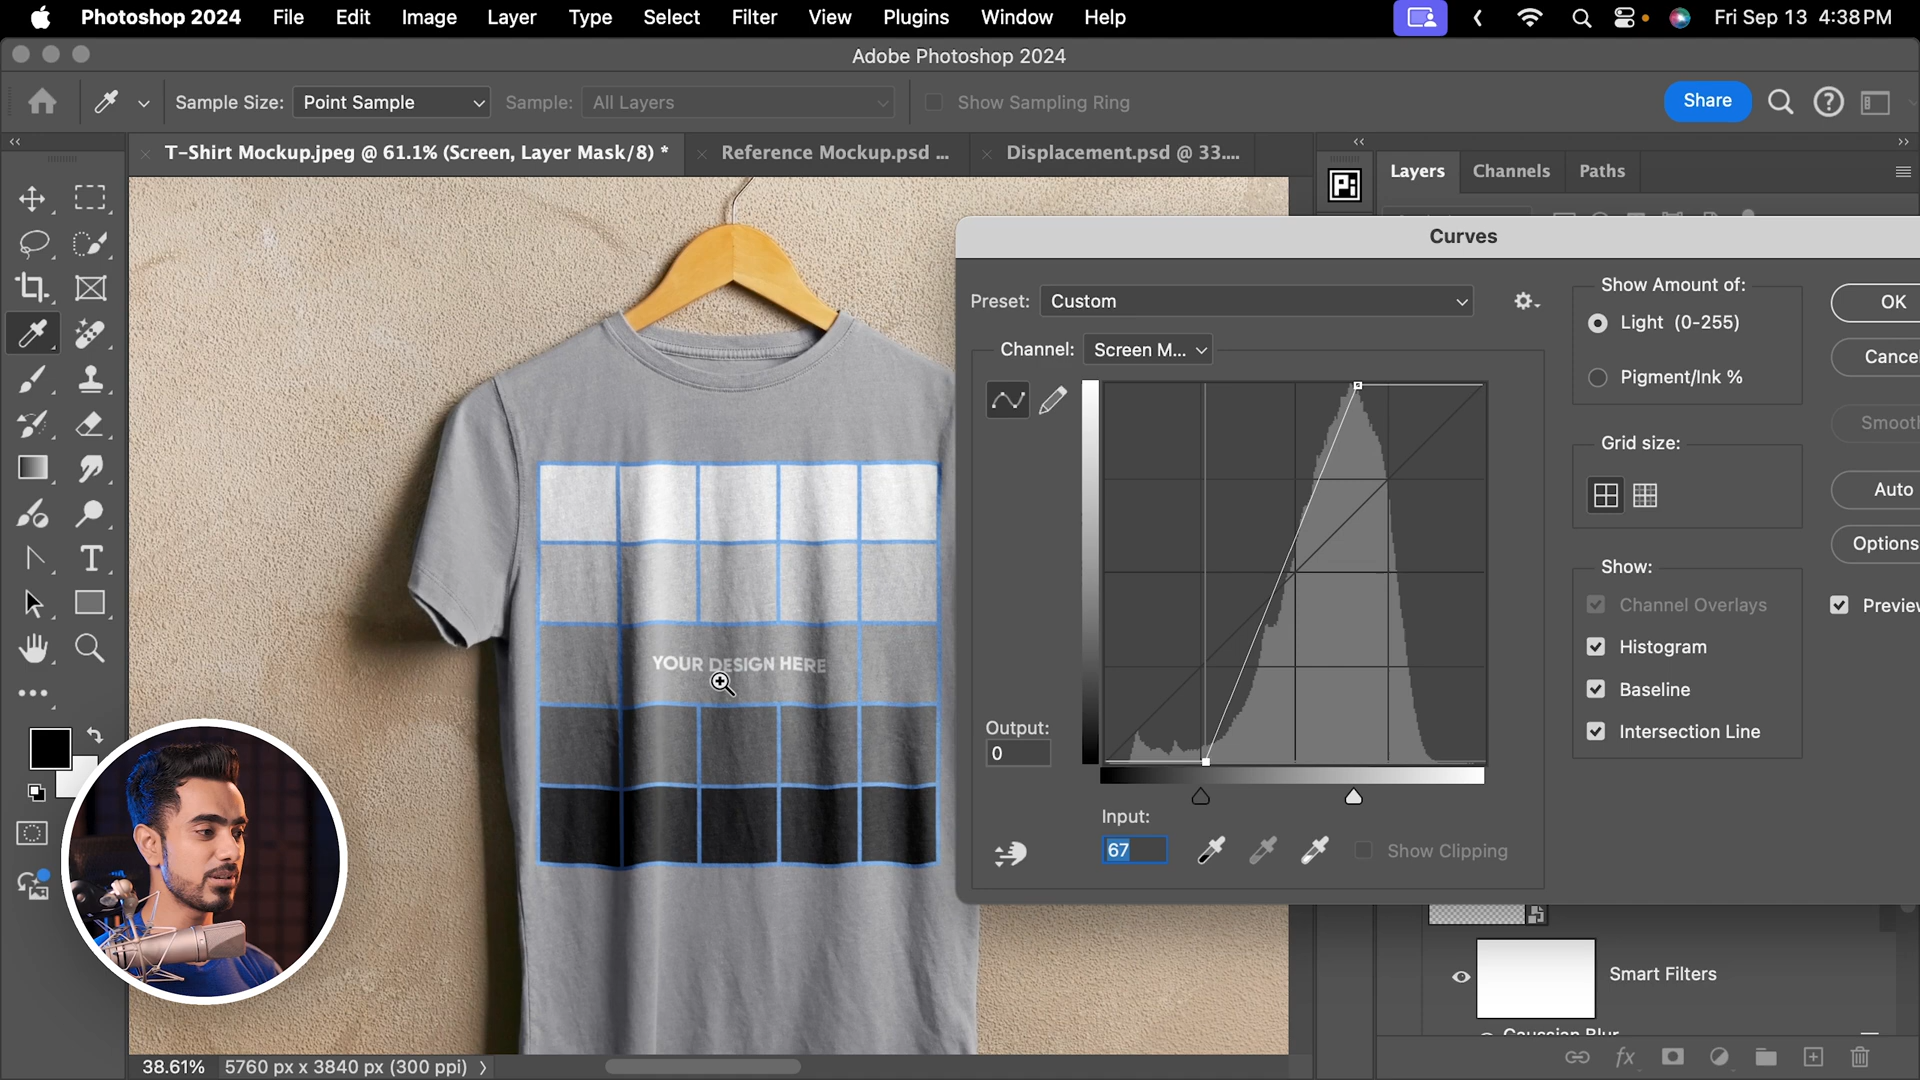 Photoshop 2024 File Edit Image Layer Type Select Filter View Plugins Window Help Fri Sep 13 4:38 PM
Adobe Photoshop 2024
Sample Size: Point Sample Sample: All Layers Show Sampling Ring Share
T-Shirt Mockup.jpeg @ 61.1% (Screen, Layer Mask/8) * Reference Mockup.psd ... Displacement.psd @ 33....
Layers Channels Paths
Curves
Preset: Custom
Show Amount of:
OK
Light (0-255)
Channel: Screen M...
Cance
Pigment/Ink %
Smooth
Grid size:
Auto
Options
Show:
Channel Overlays
Preview
Histogram
YOUR DESIGN HERE
Baseline
Intersection Line
Output:
0
Input:
67
Show Clipping
Smart Filters
Gaussian Blur
38.61% 5760 px x 3840 px (300 ppi)